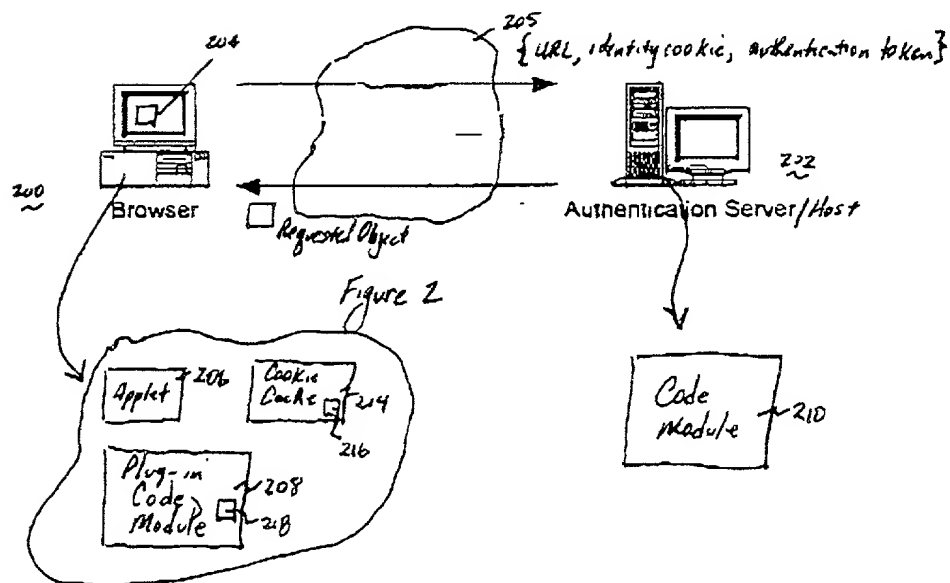 204
205
{URL, identity cookie, authentication token}
200
Browser
202
Authentication Server/Host
Requested Object
Figure 2
Applet
206
Cookie
Cache
214
216
Plug-in
Code
Module
208
218
Code
Module
210